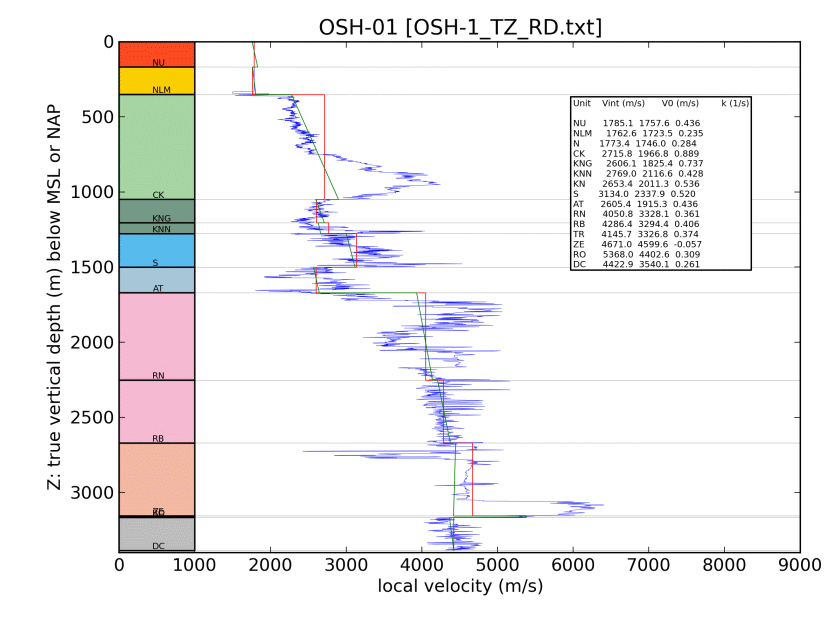 OSH-01 [OSH-1_TZ_RD.txt]
Z: true vertical depth (m) below MSL or NAP
0
500
1000
1500
2000
2500
3000
NU
NLM
CK
KNG
KNN
S
AT
RN
RB
ZE
DC
Unit Vint (m/s) V0 (m/s) k (1/s)
NU 1785.1 1757.6 0.436
NLM 1762.6 1723.5 0.235
N 1773.4 1746.0 0.284
CK 2715.8 1966.8 0.889
KNG 2606.1 1825.4 0.737
KNN 2769.0 2116.6 0.428
KN 2653.4 2011.3 0.536
S 3134.0 2337.9 0.520
AT 2605.4 1915.3 0.436
RN 4050.8 3328.1 0.361
RB 4286.4 3294.4 0.406
TR 4145.7 3326.8 0.374
ZE 4671.0 4599.6 -0.057
RO 5368.0 4402.6 0.309
DC 4422.9 3540.1 0.261
0 1000 2000 3000 4000 5000 6000 7000 8000 9000
local velocity (m/s)